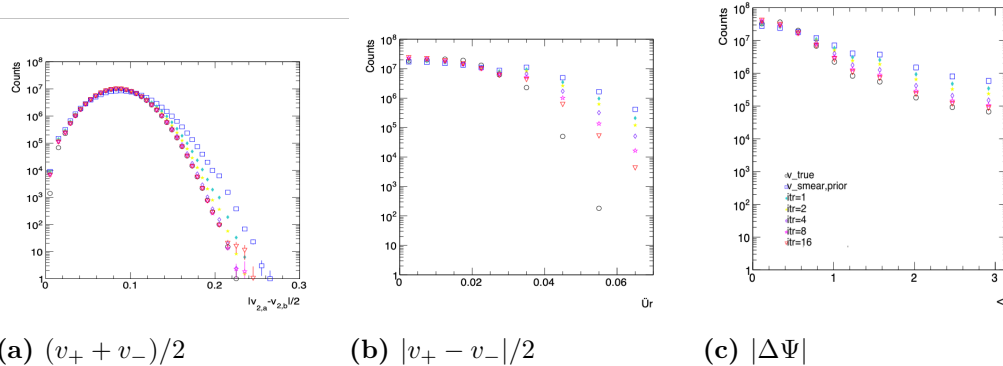 Counts
10⁸
10⁷
10⁶
10⁵
10⁴
10³
10²
10
1
0 0.1 0.2 0.3
|v₂,ₐ-v₂,b|/2
(a) (v₊ + v₋)/2
Counts
10⁸
10⁷
10⁶
10⁵
10⁴
10³
10²
10
1
0 0.02 0.04 0.06
Ür
(b) |v₊ − v₋|/2
Counts
10⁸
10⁷
10⁶
10⁵
10⁴
10³
10²
10
1
v_true
v_smear,prior
itr=1
itr=2
itr=4
itr=8
itr=16
0 1 2 3
(c) |ΔΨ|